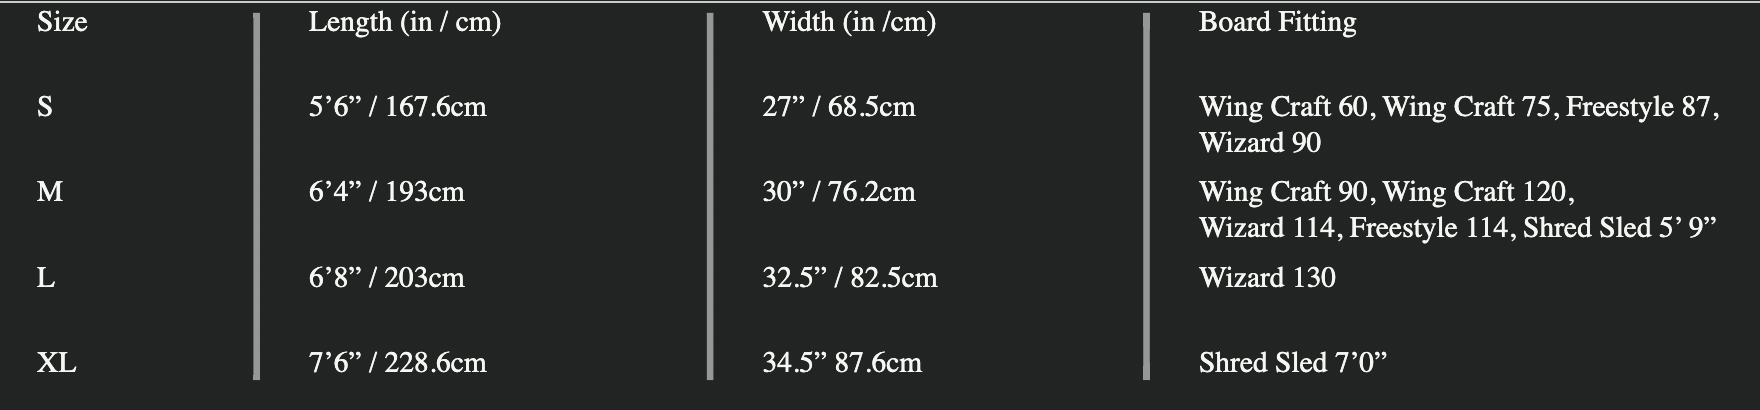 Size Length (in / cm) Width (in /cm) Board Fitting
S 5’6” / 167.6cm 27” / 68.5cm Wing Craft 60, Wing Craft 75, Freestyle 87,
Wizard 90
M 6’4” / 193cm 30” / 76.2cm Wing Craft 90, Wing Craft 120,
Wizard 114, Freestyle 114, Shred Sled 5’ 9”
L 6’8” / 203cm 32.5” / 82.5cm Wizard 130
XL 7’6” / 228.6cm 34.5” 87.6cm Shred Sled 7’0”